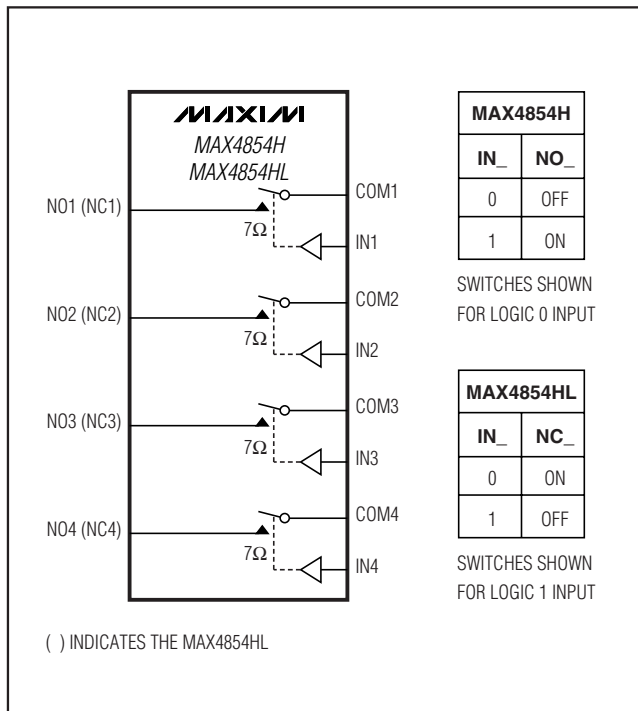 MAXIM
MAX4854H
MAX4854HL
NO1 (NC1)
7Ω
COM1
IN1
NO2 (NC2)
7Ω
COM2
IN2
NO3 (NC3)
7Ω
COM3
IN3
NO4 (NC4)
7Ω
COM4
IN4
( ) INDICATES THE MAX4854HL
MAX4854H
IN_ NO_
0 OFF
1 ON
SWITCHES SHOWN
FOR LOGIC 0 INPUT
MAX4854HL
IN_ NC_
0 ON
1 OFF
SWITCHES SHOWN
FOR LOGIC 1 INPUT